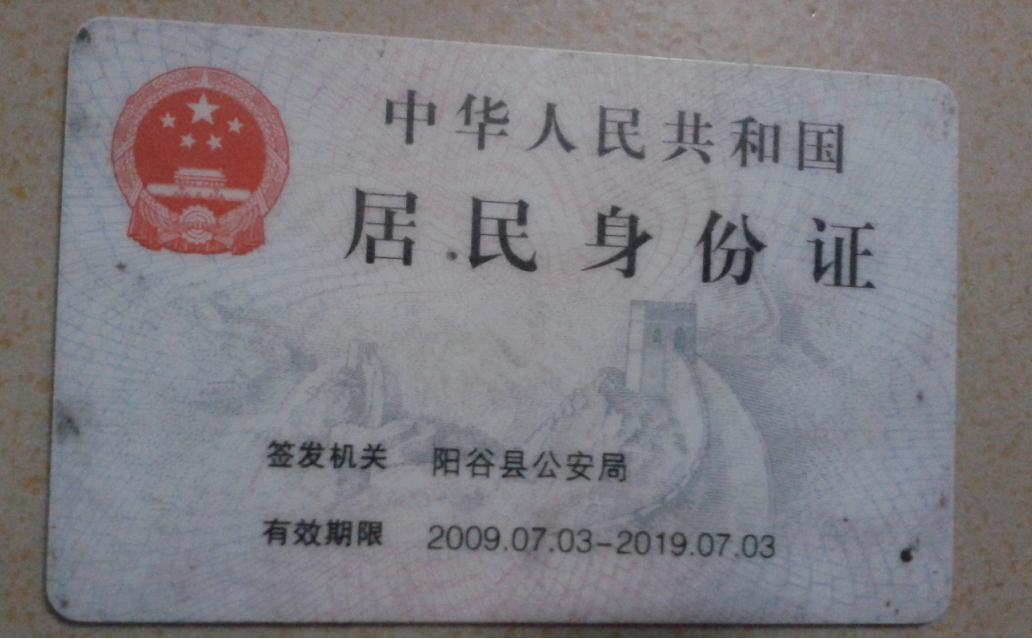 中华人民共和国
居民身份证
签发机关 阳谷县公安局
有效期限 2009.07.03-2019.07.03